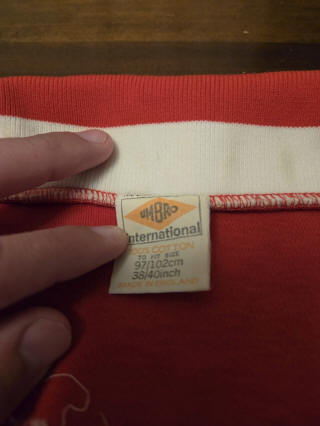 UMBRO
International
100% COTTON
TO FIT SIZE
97/102cm
38/40inch
MADE IN ENGLAND